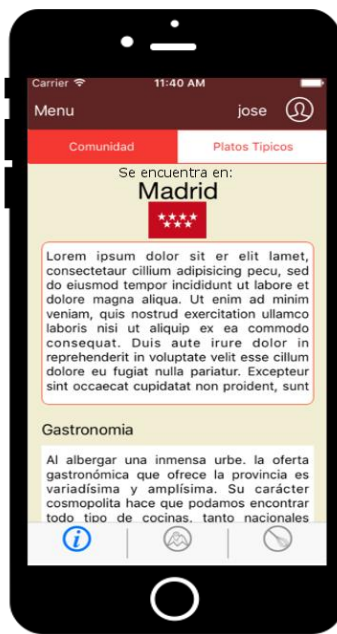 Carrier 11:40 AM
Menu jose
Comunidad Platos Tipicos
Se encuentra en:
Madrid
Lorem ipsum dolor sit er elit lamet,
consectetaur cillium adipisicing pecu, sed
do eiusmod tempor incididunt ut labore et
dolore magna aliqua. Ut enim ad minim
veniam, quis nostrud exercitation ullamco
laboris nisi ut aliquip ex ea commodo
consequat. Duis aute irure dolor in
reprehenderit in voluptate velit esse cillum
dolore eu fugiat nulla pariatur. Excepteur
sint occaecat cupidatat non proident, sunt
Gastronomia
Al albergar una inmensa urbe. la oferta
gastronómica que ofrece la provincia es
variadísima y amplísima. Su carácter
cosmopolita hace que podamos encontrar
todo tipo de cocinas, tanto nacionales